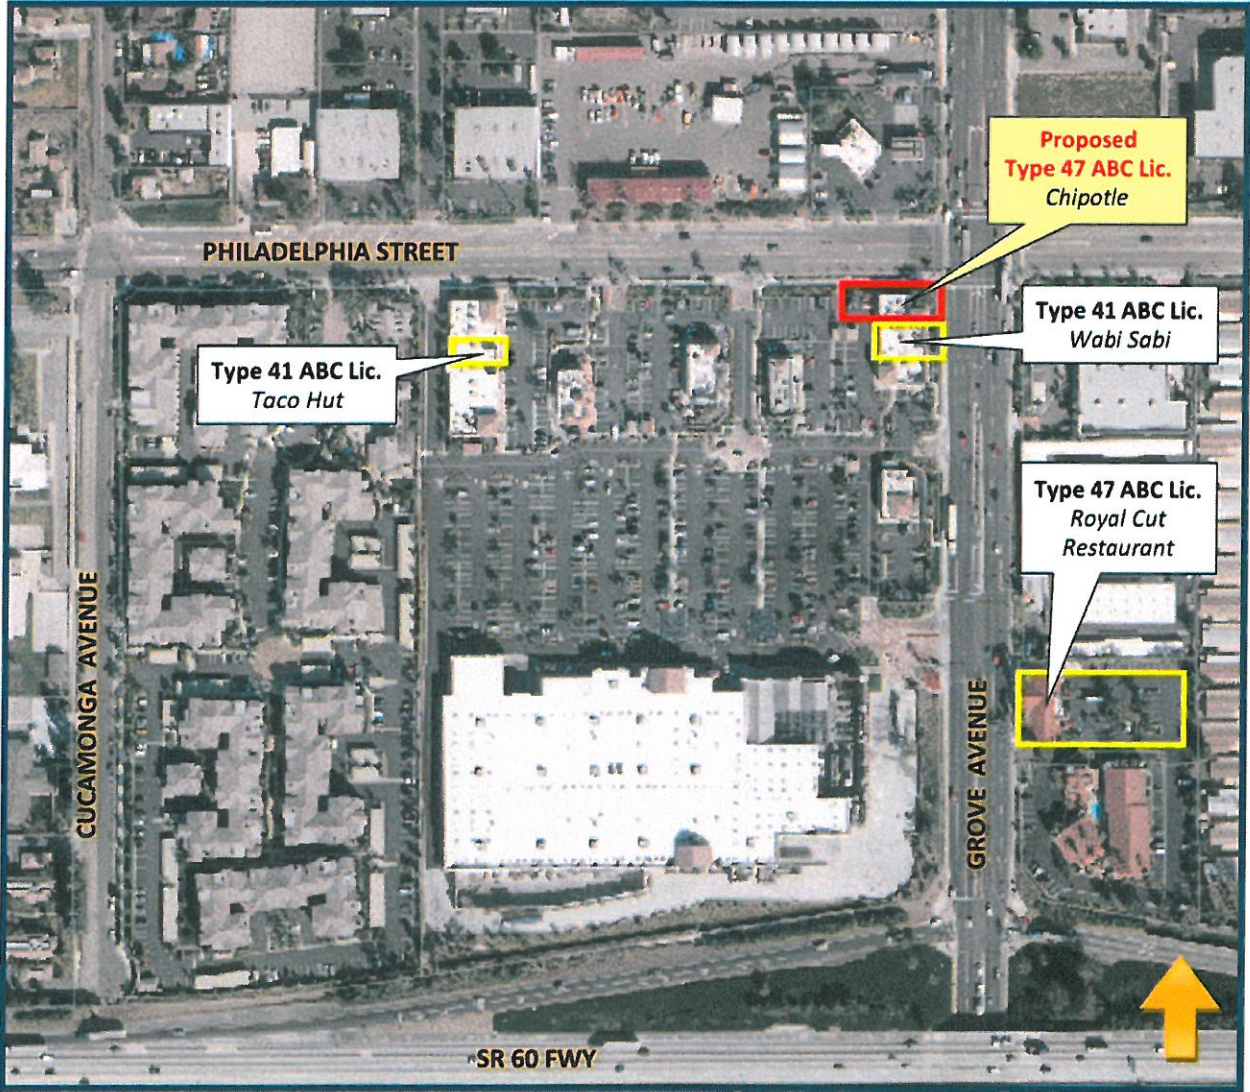 Proposed
Type 47 ABC Lic.
Chipotle
PHILADELPHIA STREET
Type 41 ABC Lic.
Wabi Sabi
Type 41 ABC Lic.
Taco Hut
Type 47 ABC Lic.
Royal Cut
Restaurant
CUCAMONGA AVENUE
GROVE AVENUE
SR 60 FWY